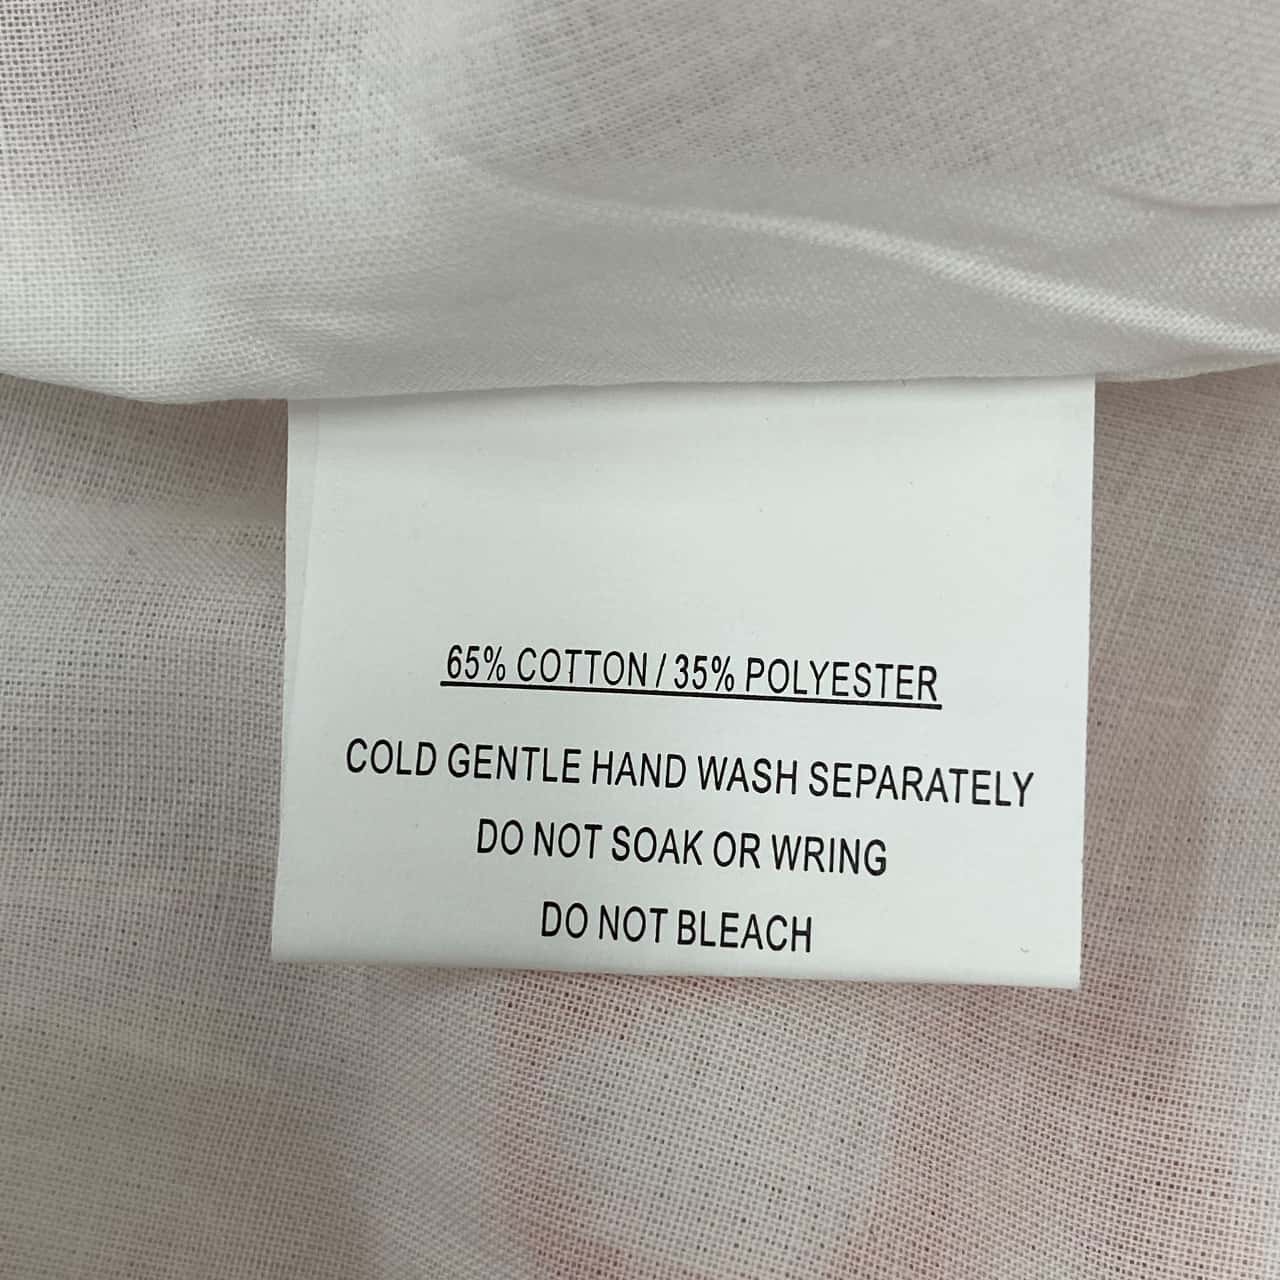 65% COTTON / 35% POLYESTER
COLD GENTLE HAND WASH SEPARATELY
DO NOT SOAK OR WRING
DO NOT BLEACH